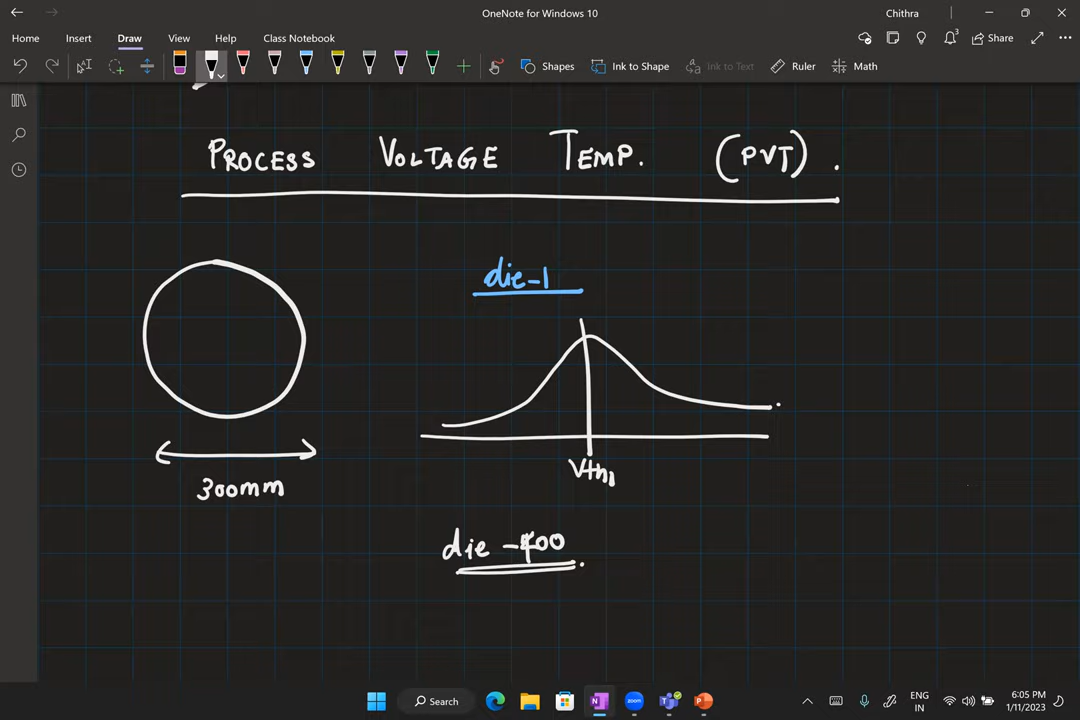 OneNote for Windows 10
Chithra
Home Insert Draw View Help Class Notebook
Share
Shapes Ink to Shape Ink to Text Ruler Math
PROCESS VOLTAGE TEMP. (PVT).
die-1
Vth1
300mm
die -400
Search
zoom
ENG
IN
6:05 PM
1/11/2023